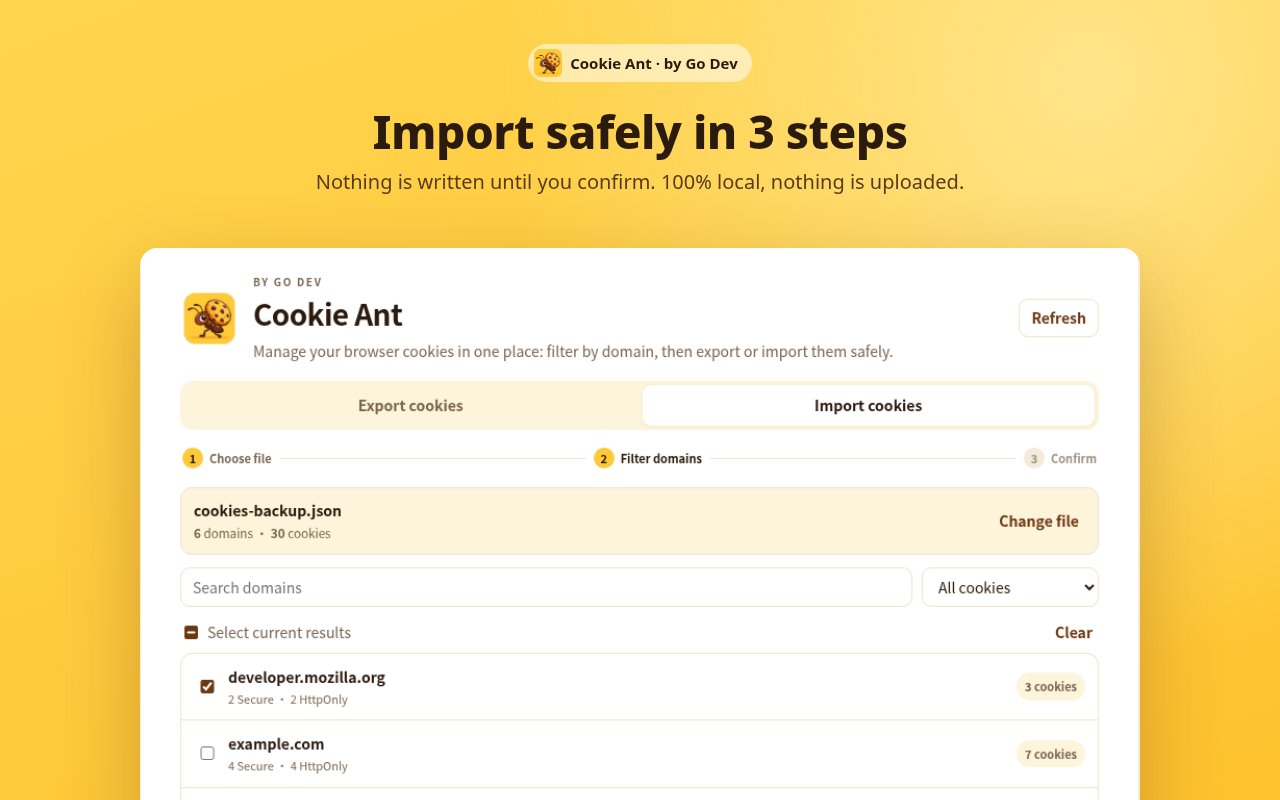 Cookie Ant · by Go Dev
Import safely in 3 steps
Nothing is written until you confirm. 100% local, nothing is uploaded.
BY GO DEV
Cookie Ant
Manage your browser cookies in one place: filter by domain, then export or import them safely.
Refresh
Export cookies
Import cookies
1 Choose file
2 Filter domains
3 Confirm
cookies-backup.json
6 domains • 30 cookies
Change file
Search domains
All cookies
Select current results
Clear
developer.mozilla.org
2 Secure • 2 HttpOnly
3 cookies
example.com
4 Secure • 4 HttpOnly
7 cookies